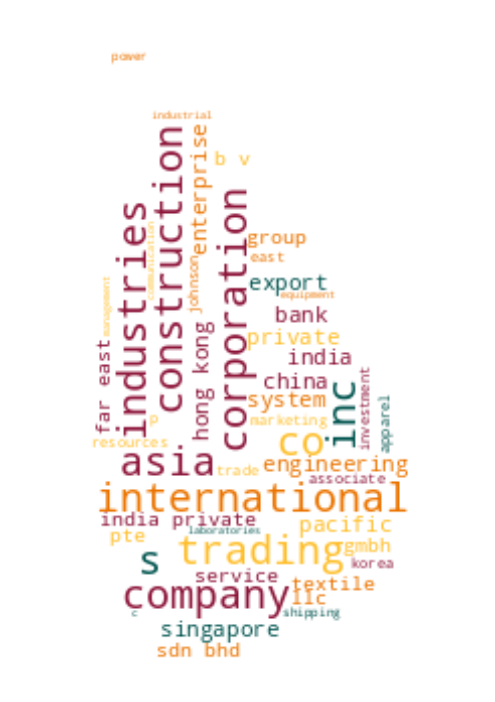 power
industrial
construction
enterprise
b v
industries
communication
corporation
group
east
johnson
export
management
equipment
bank
hong kong
private
far east
india
china
inc
investment
system
apparel
p
marketing
resources
co
asia
trade
engineering
associate
international
india private
pacific
laboratories
pte
trading
gmbh
s
korea
service
textile
company
llc
c
shipping
singapore
sdn bhd